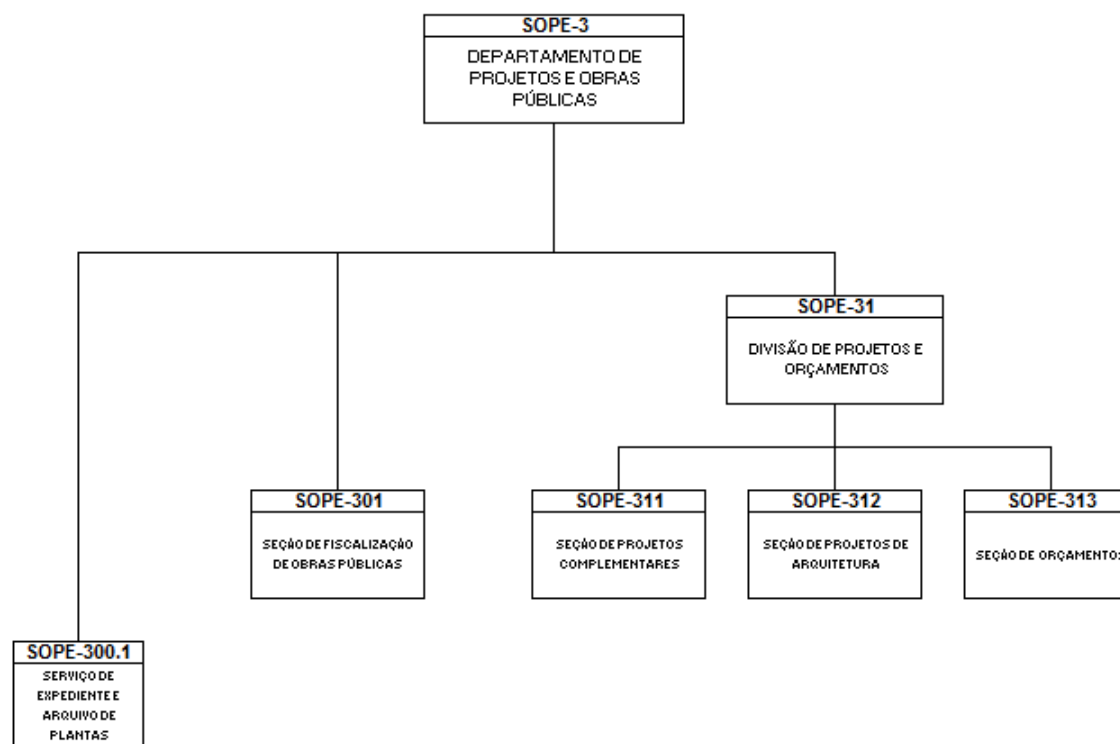 SOPE-3
DEPARTAMENTO DE
PROJETOS E OBRAS
PÚBLICAS
SOPE-31
DIVISÃO DE PROJETOS E
ORÇAMENTOS
SOPE-301
SEÇÃO DE FISCALIZAÇÃO
DE OBRAS PÚBLICAS
SOPE-311
SEÇÃO DE PROJETOS
COMPLEMENTARES
SOPE-312
SEÇÃO DE PROJETOS DE
ARQUITETURA
SOPE-313
SEÇÃO DE ORÇAMENTOS
SOPE-300.1
SERVIÇO DE
EXPEDIENTE E
ARQUIVO DE
PLANTAS